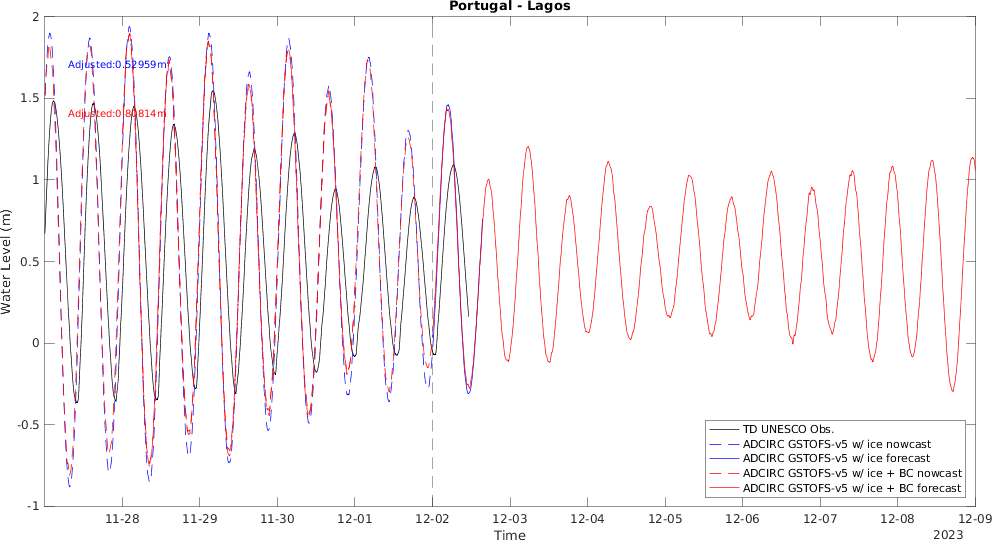 Portugal - Lagos
2
1.5
1
0.5
0
-0.5
-1
Water Level (m)
Adjusted:0.52959m
Adjusted:0.80814m
TD UNESCO Obs.
ADCIRC GSTOFS-v5 w/ ice nowcast
ADCIRC GSTOFS-v5 w/ ice forecast
ADCIRC GSTOFS-v5 w/ ice + BC nowcast
ADCIRC GSTOFS-v5 w/ ice + BC forecast
11-28 11-29 11-30 12-01 12-02 12-03 12-04 12-05 12-06 12-07 12-08 12-09
Time
2023